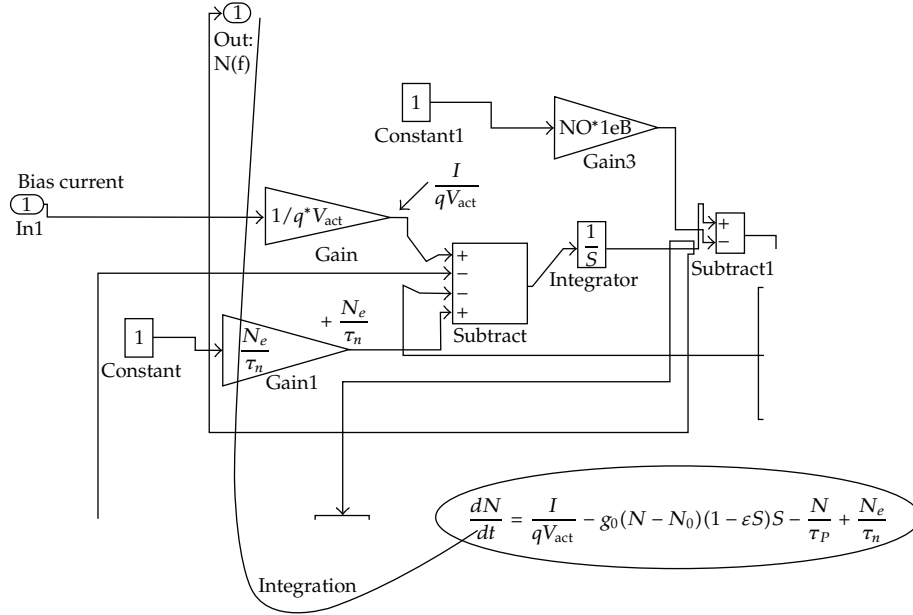 1
Out:
N(f)
1
Constant1
NO*1eB
Gain3
Bias current
1
In1
1/q*V_act
Gain
I/(qV_act)
+
−
−
+
Subtract
1/S
Integrator
+
−
Subtract1
1
Constant
N_e/τ_n
Gain1
+ N_e/τ_n
dN/dt = I/(qV_act) − g_0(N − N_0)(1 − εS)S − N/τ_P + N_e/τ_n
Integration